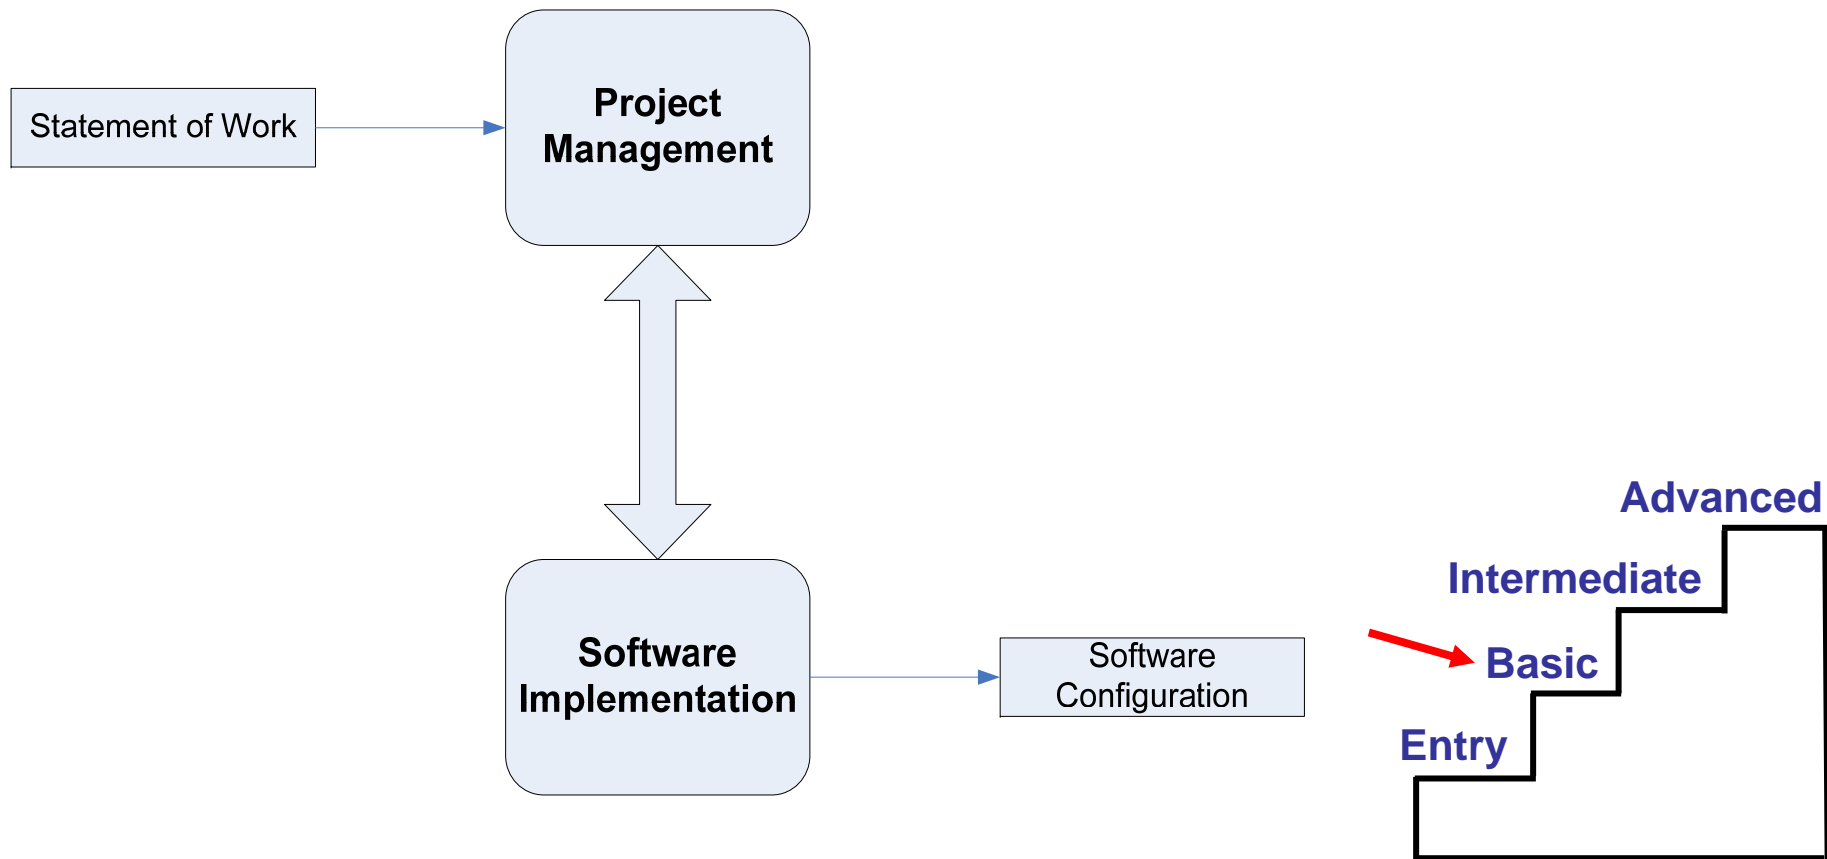 Project
Management
Statement of Work
Software
Implementation
Software
Configuration
Advanced
Intermediate
Basic
Entry